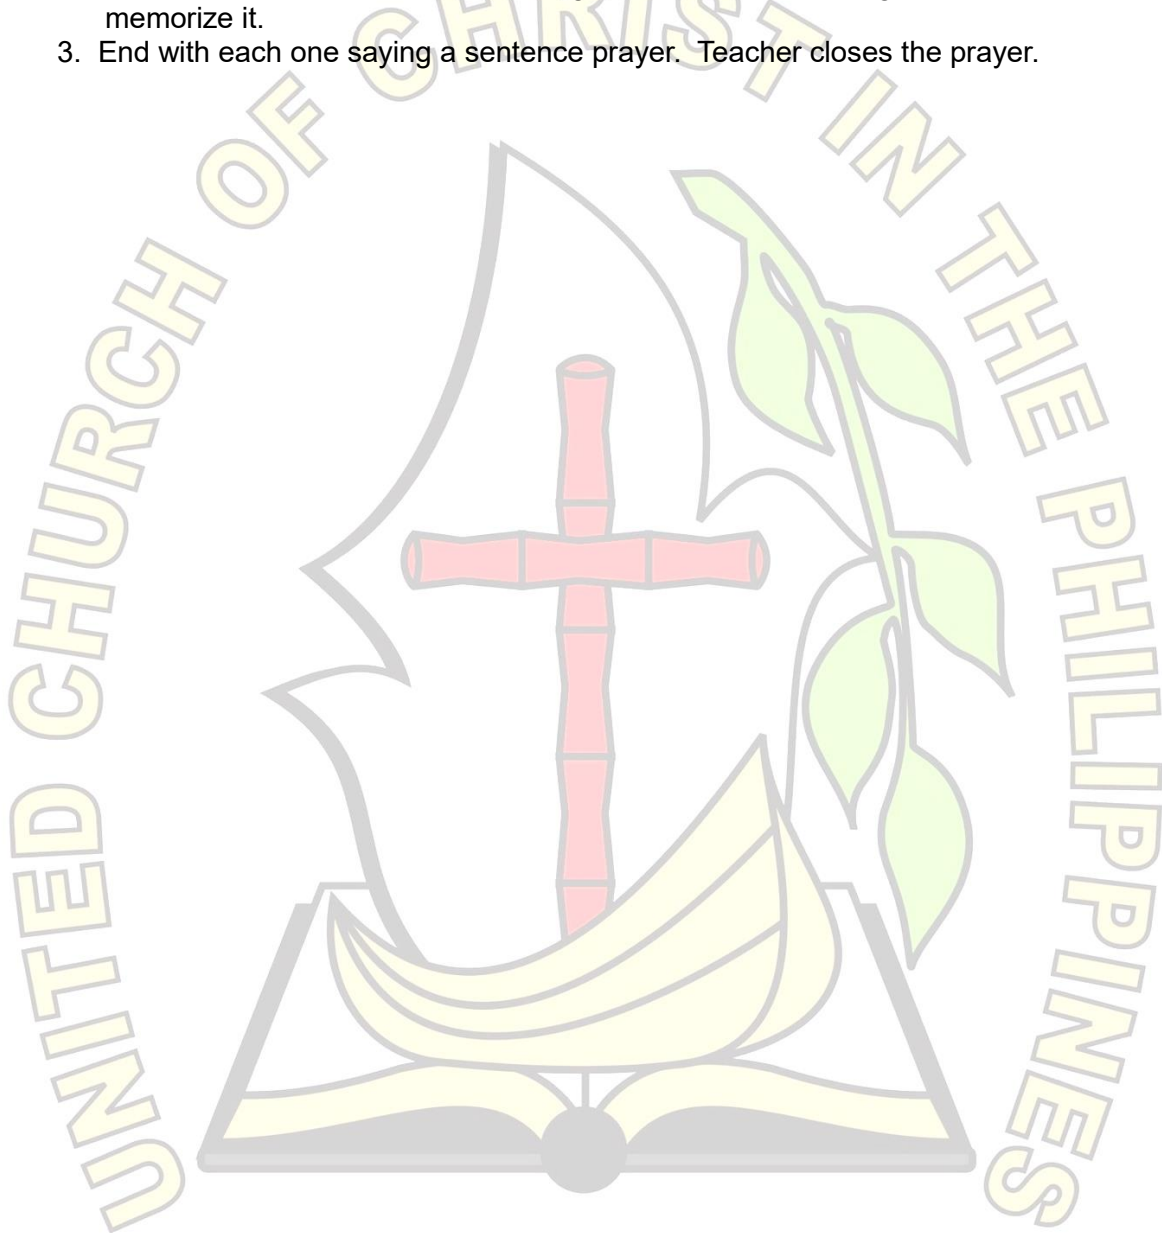 memorize it.
3. End with each one saying a sentence prayer. Teacher closes the prayer.
UNITED CHURCH OF CHRIST IN THE PHILIPPINES